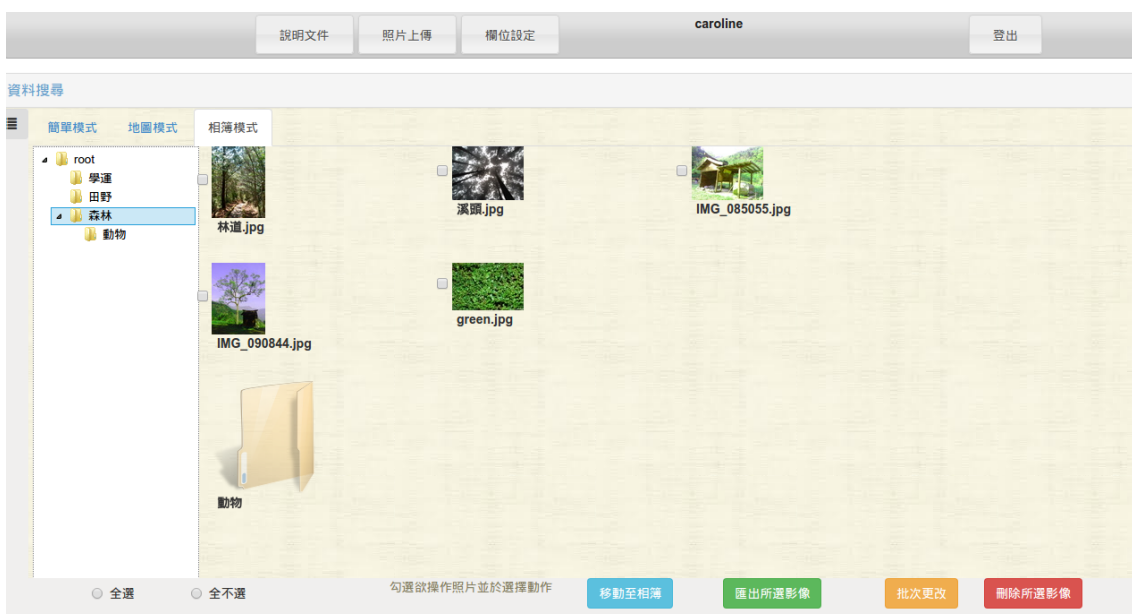 caroline
說明文件 照片上傳 欄位設定 登出
資料搜尋
簡單模式 地圖模式 相簿模式
root
學運
田野
森林
動物
林道.jpg 溪頭.jpg IMG_085055.jpg
IMG_090844.jpg green.jpg
動物
全選 全不選 勾選欲操作照片並於選擇動作 移動至相簿 匯出所選影像 批次更改 刪除所選影像